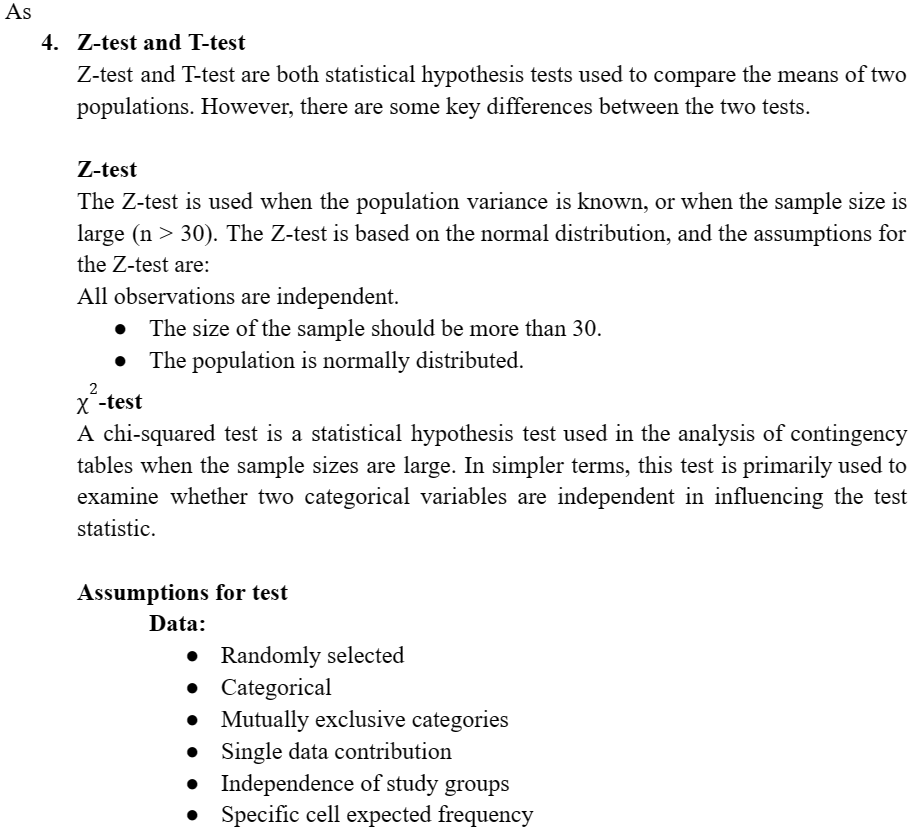 As
4. Z-test and T-test
Z-test and T-test are both statistical hypothesis tests used to compare the means of two
populations. However, there are some key differences between the two tests.
Z-test
The Z-test is used when the population variance is known, or when the sample size is
large (n > 30). The Z-test is based on the normal distribution, and the assumptions for
the Z-test are:
All observations are independent.
● The size of the sample should be more than 30.
● The population is normally distributed.
χ²-test
A chi-squared test is a statistical hypothesis test used in the analysis of contingency
tables when the sample sizes are large. In simpler terms, this test is primarily used to
examine whether two categorical variables are independent in influencing the test
statistic.
Assumptions for test
Data:
● Randomly selected
● Categorical
● Mutually exclusive categories
● Single data contribution
● Independence of study groups
● Specific cell expected frequency